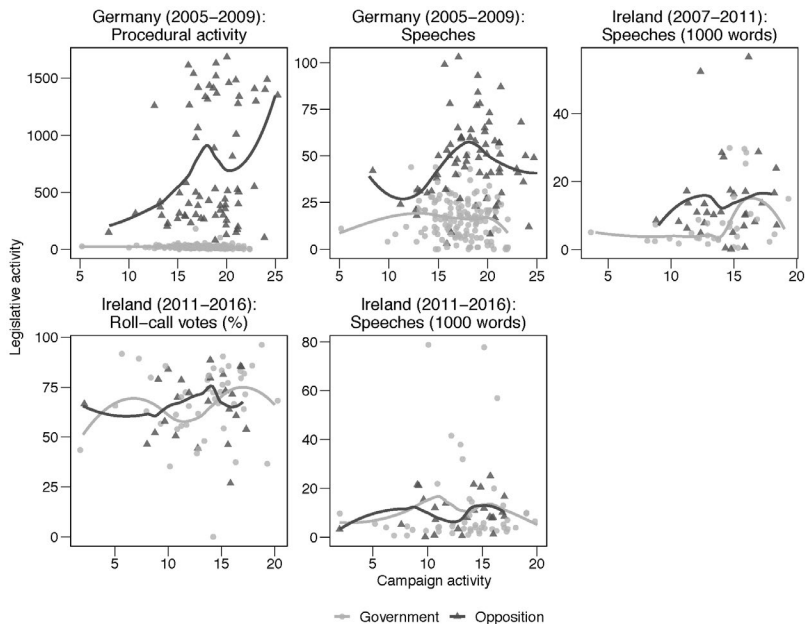 Germany (2005–2009):
Procedural activity
Germany (2005–2009):
Speeches
Ireland (2007–2011):
Speeches (1000 words)
1500
1000
500
0
5 10 15 20 25
100
75
50
25
0
5 10 15 20 25
40
20
0
5 10 15 20
Legislative activity
Ireland (2011–2016):
Roll−call votes (%)
Ireland (2011–2016):
Speeches (1000 words)
100
75
50
25
0
5 10 15 20
80
60
40
20
0
5 10 15 20
Campaign activity
Government Opposition